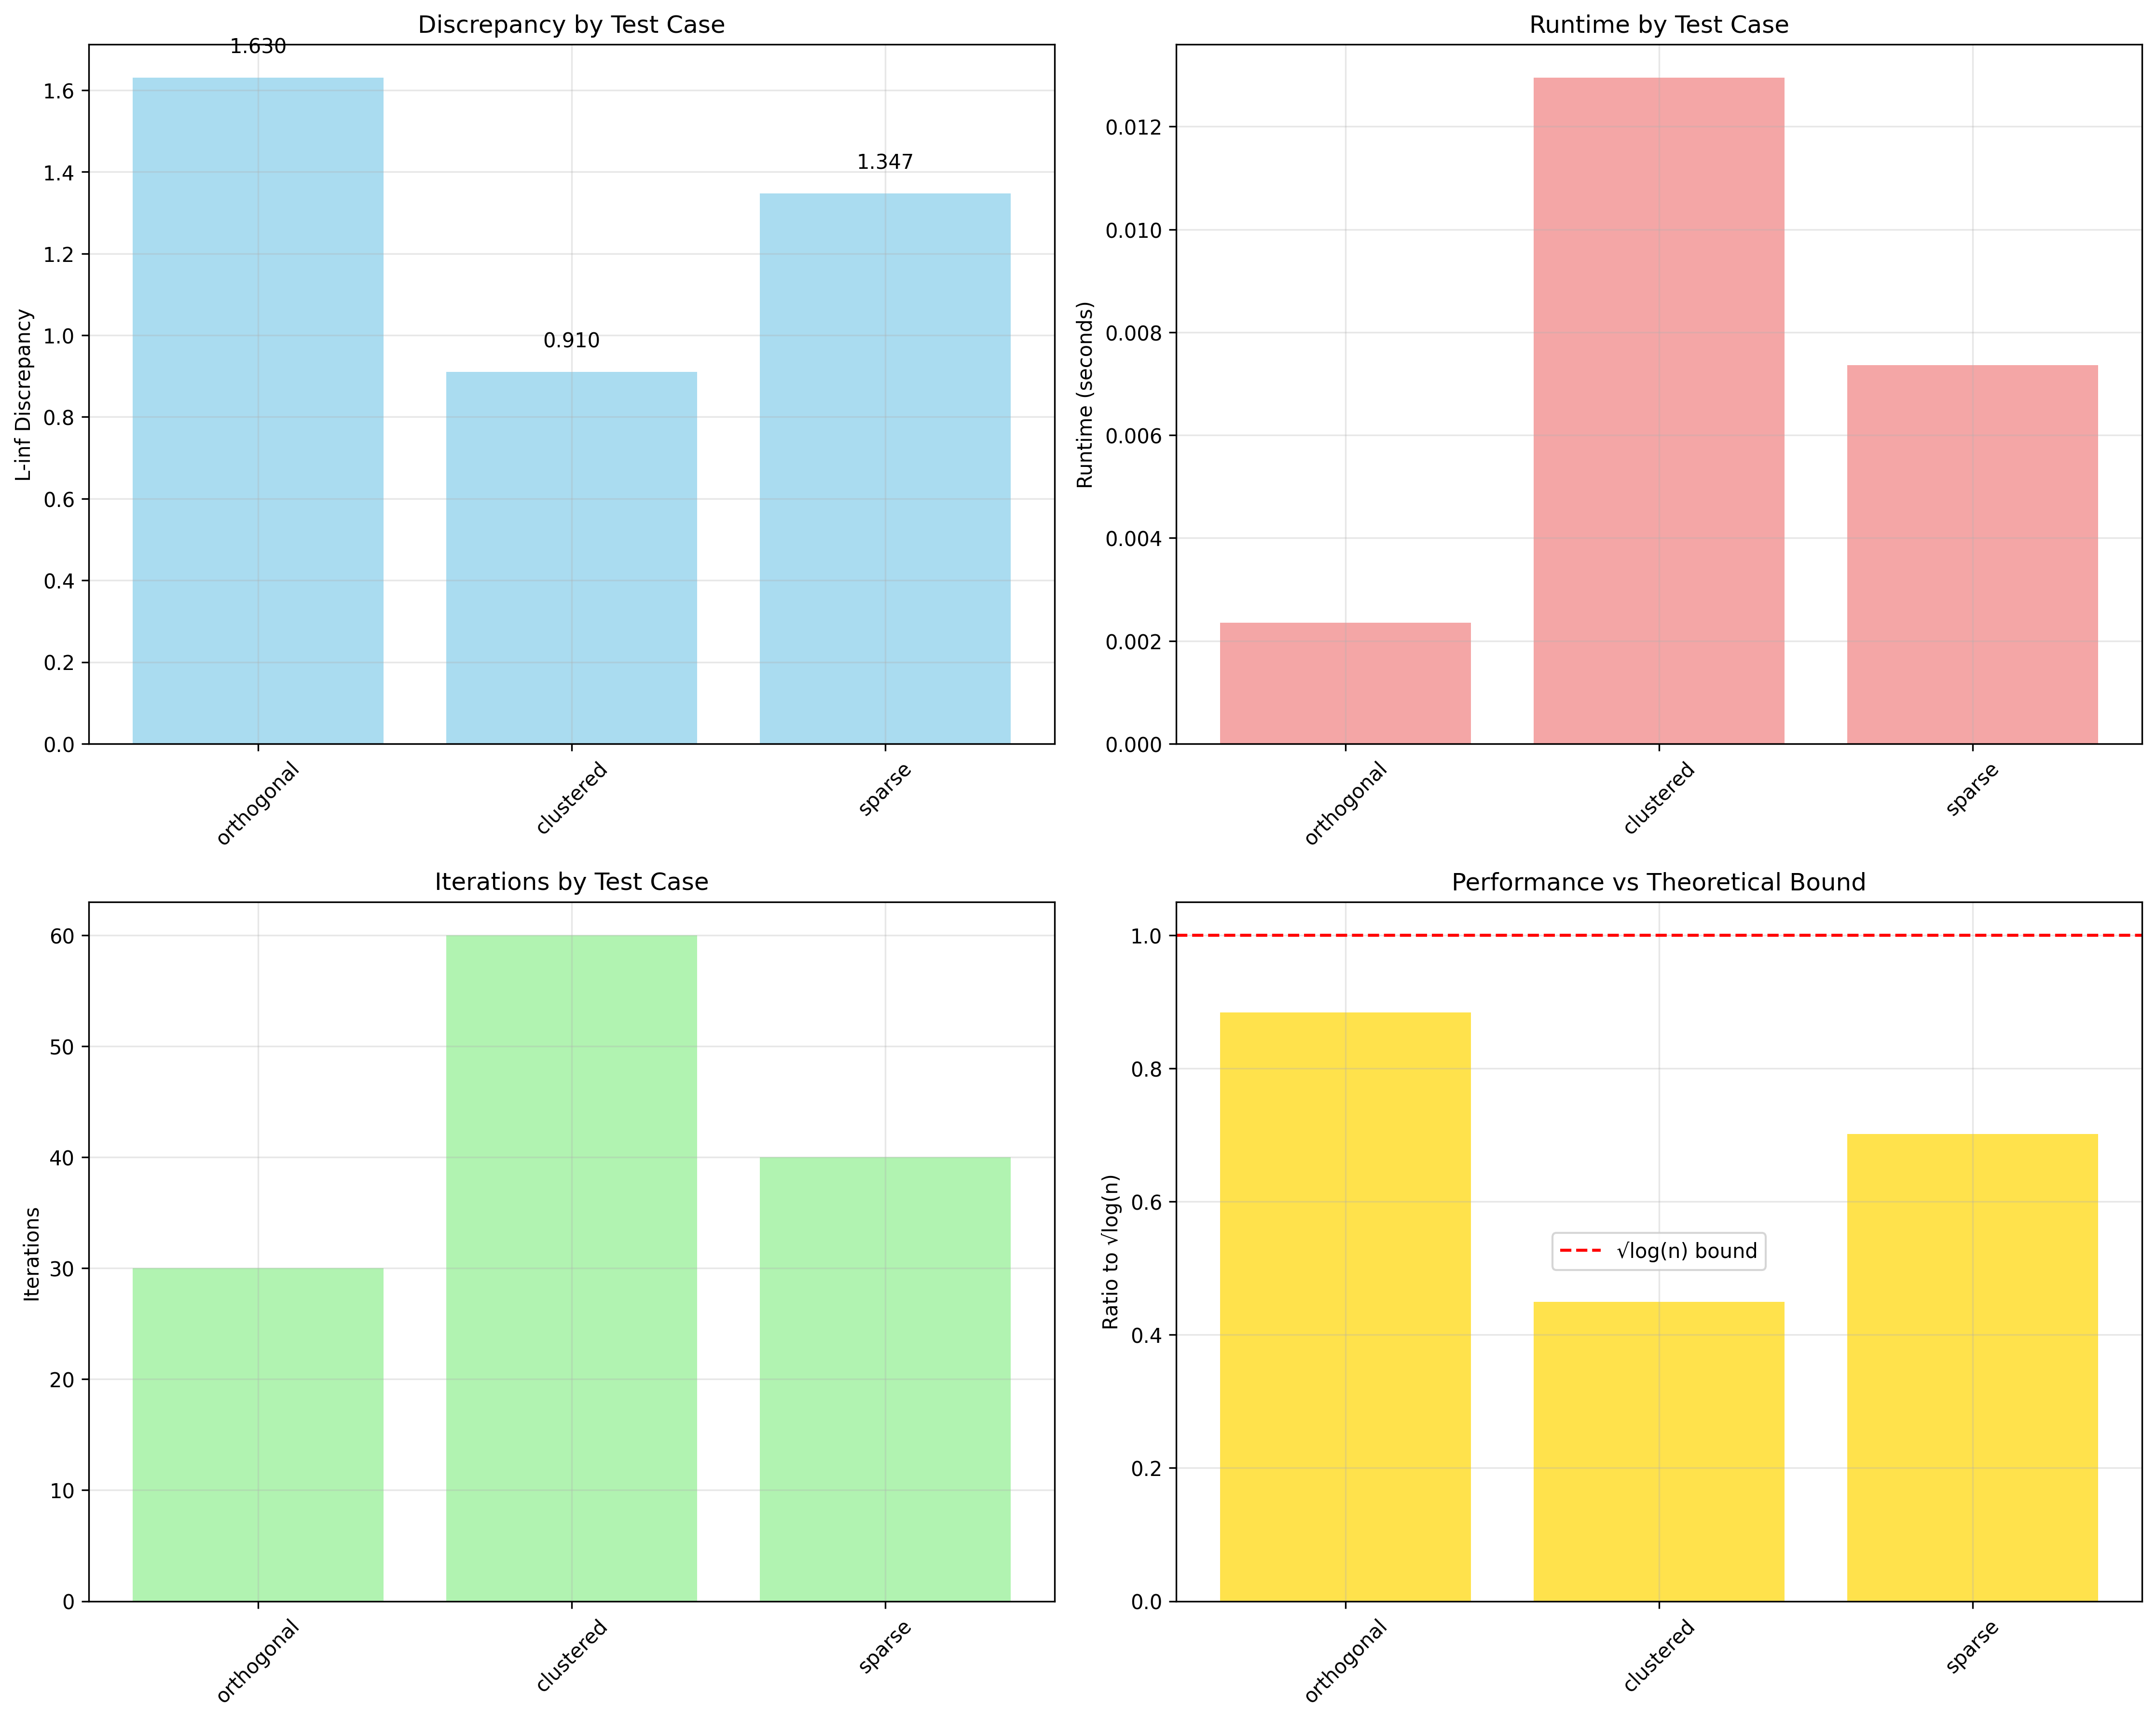 Discrepancy by Test Case
1.630
1.347
0.910
L-inf Discrepancy
1.6
1.4
1.2
1.0
0.8
0.6
0.4
0.2
0.0
orthogonal
clustered
sparse
Runtime by Test Case
Runtime (seconds)
0.012
0.010
0.008
0.006
0.004
0.002
0.000
orthogonal
clustered
sparse
Iterations by Test Case
Iterations
60
50
40
30
20
10
0
orthogonal
clustered
sparse
Performance vs Theoretical Bound
Ratio to √log(n)
1.0
0.8
0.6
0.4
0.2
0.0
√log(n) bound
orthogonal
clustered
sparse